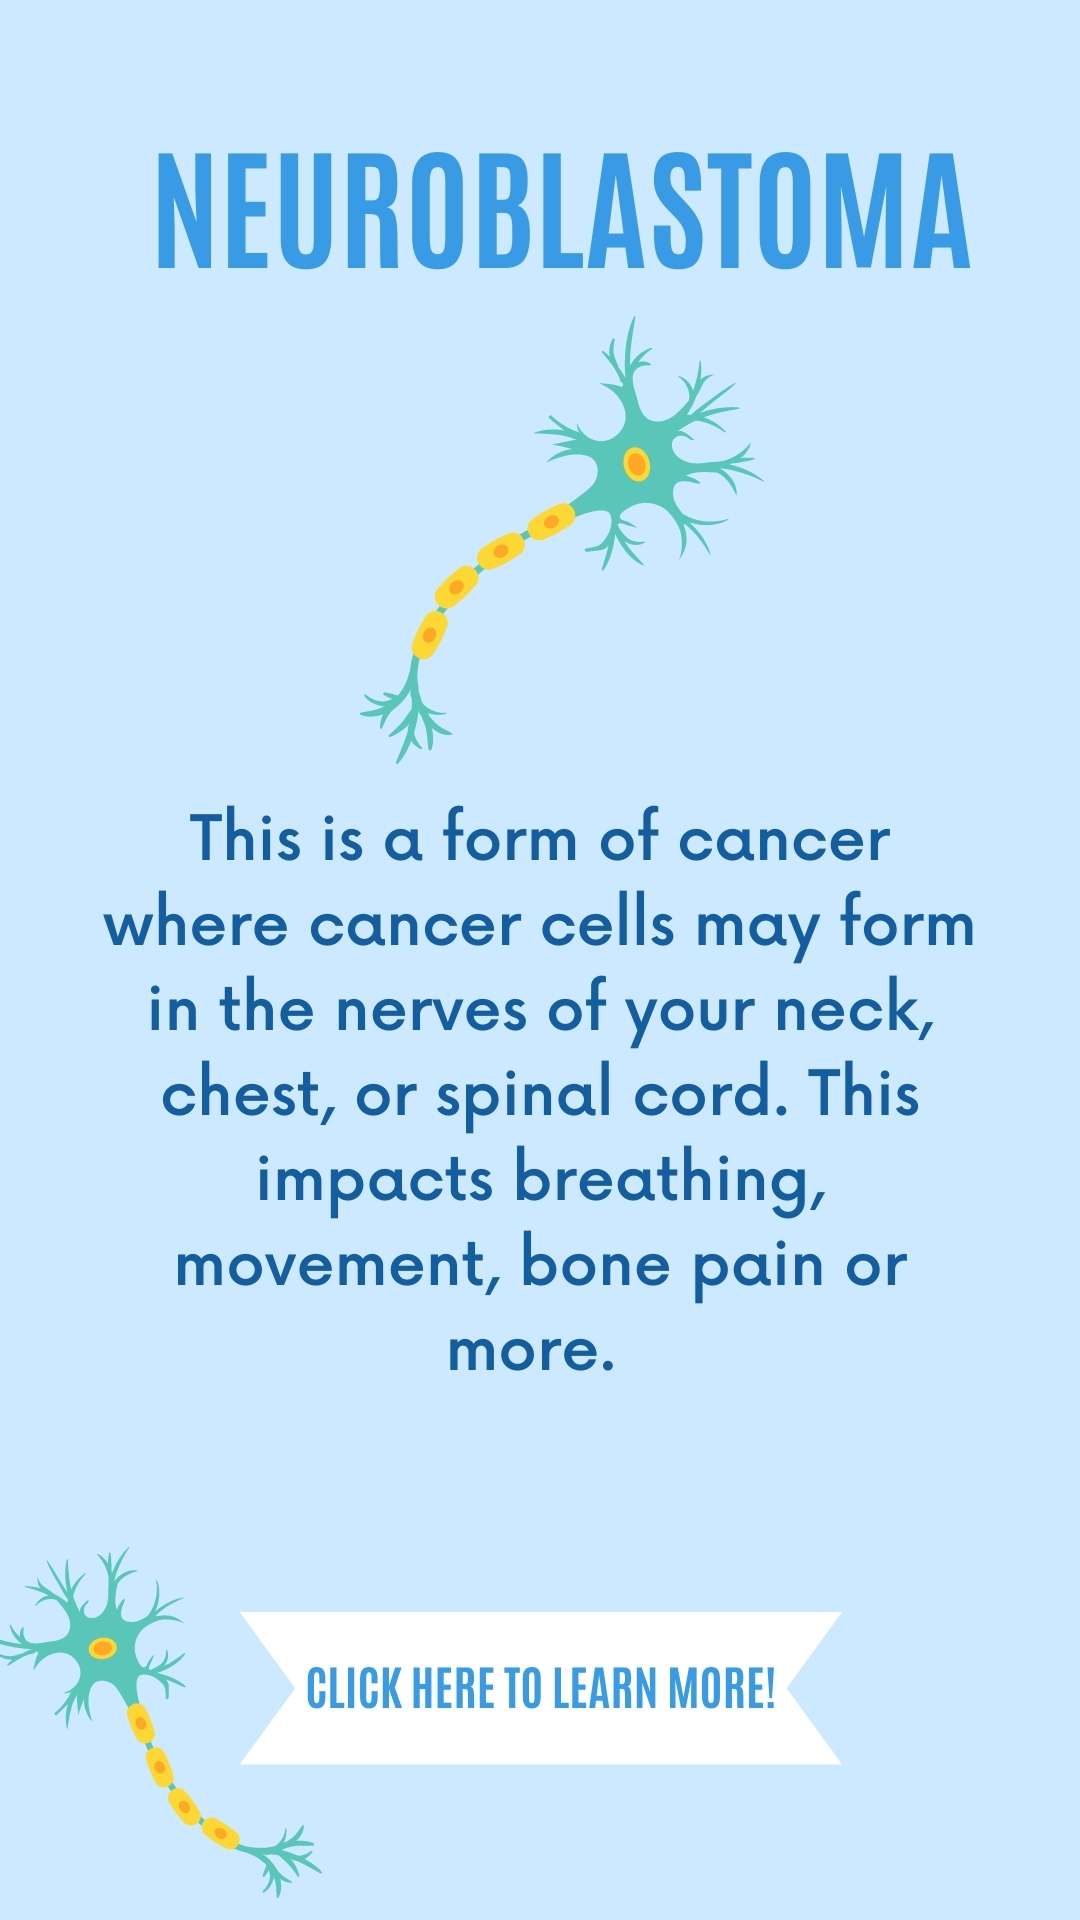 NEUROBLASTOMA
This is a form of cancer
where cancer cells may form
in the nerves of your neck,
chest, or spinal cord. This
impacts breathing,
movement, bone pain or
more.
CLICK HERE TO LEARN MORE!